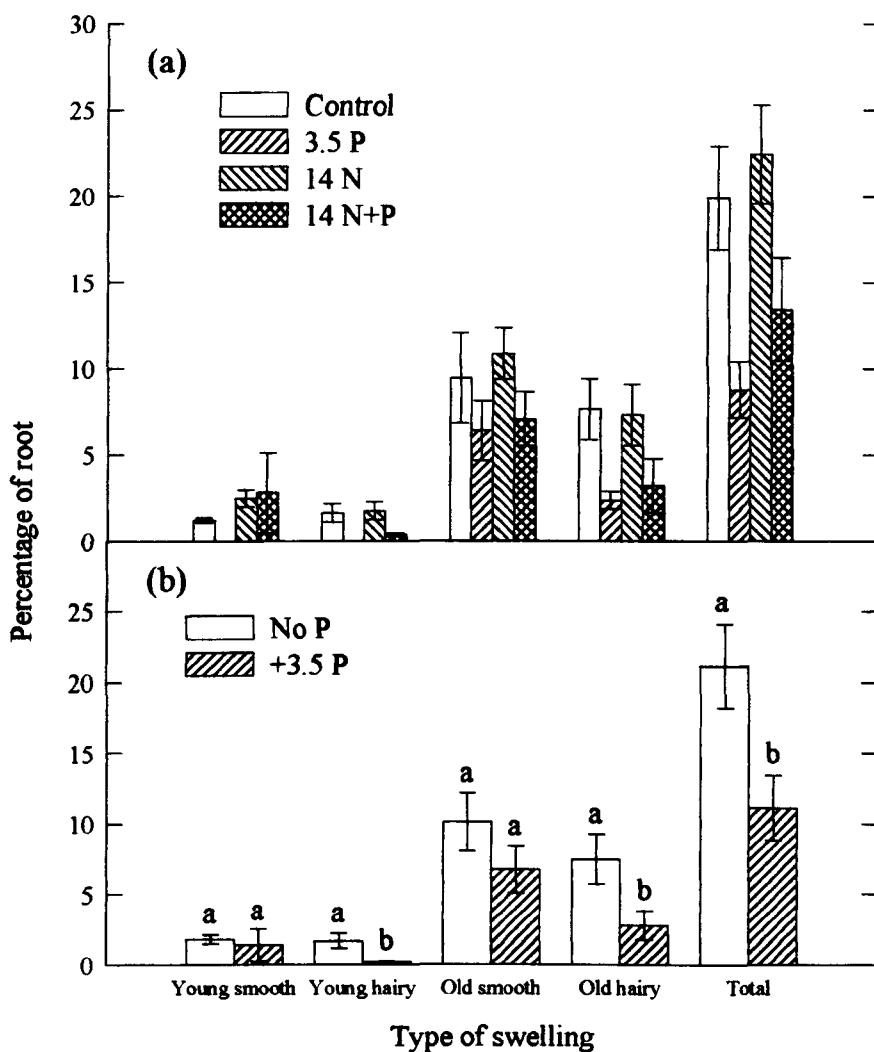 30
(a)
25
Control
3.5 P
14 N
14 N+P
20
15
10
5
0
Percentage of root
(b)
25
No P
+3.5 P
20
15
10
5
0
a a
a b
a a
a b
a b
Young smooth Young hairy Old smooth Old hairy Total
Type of swelling